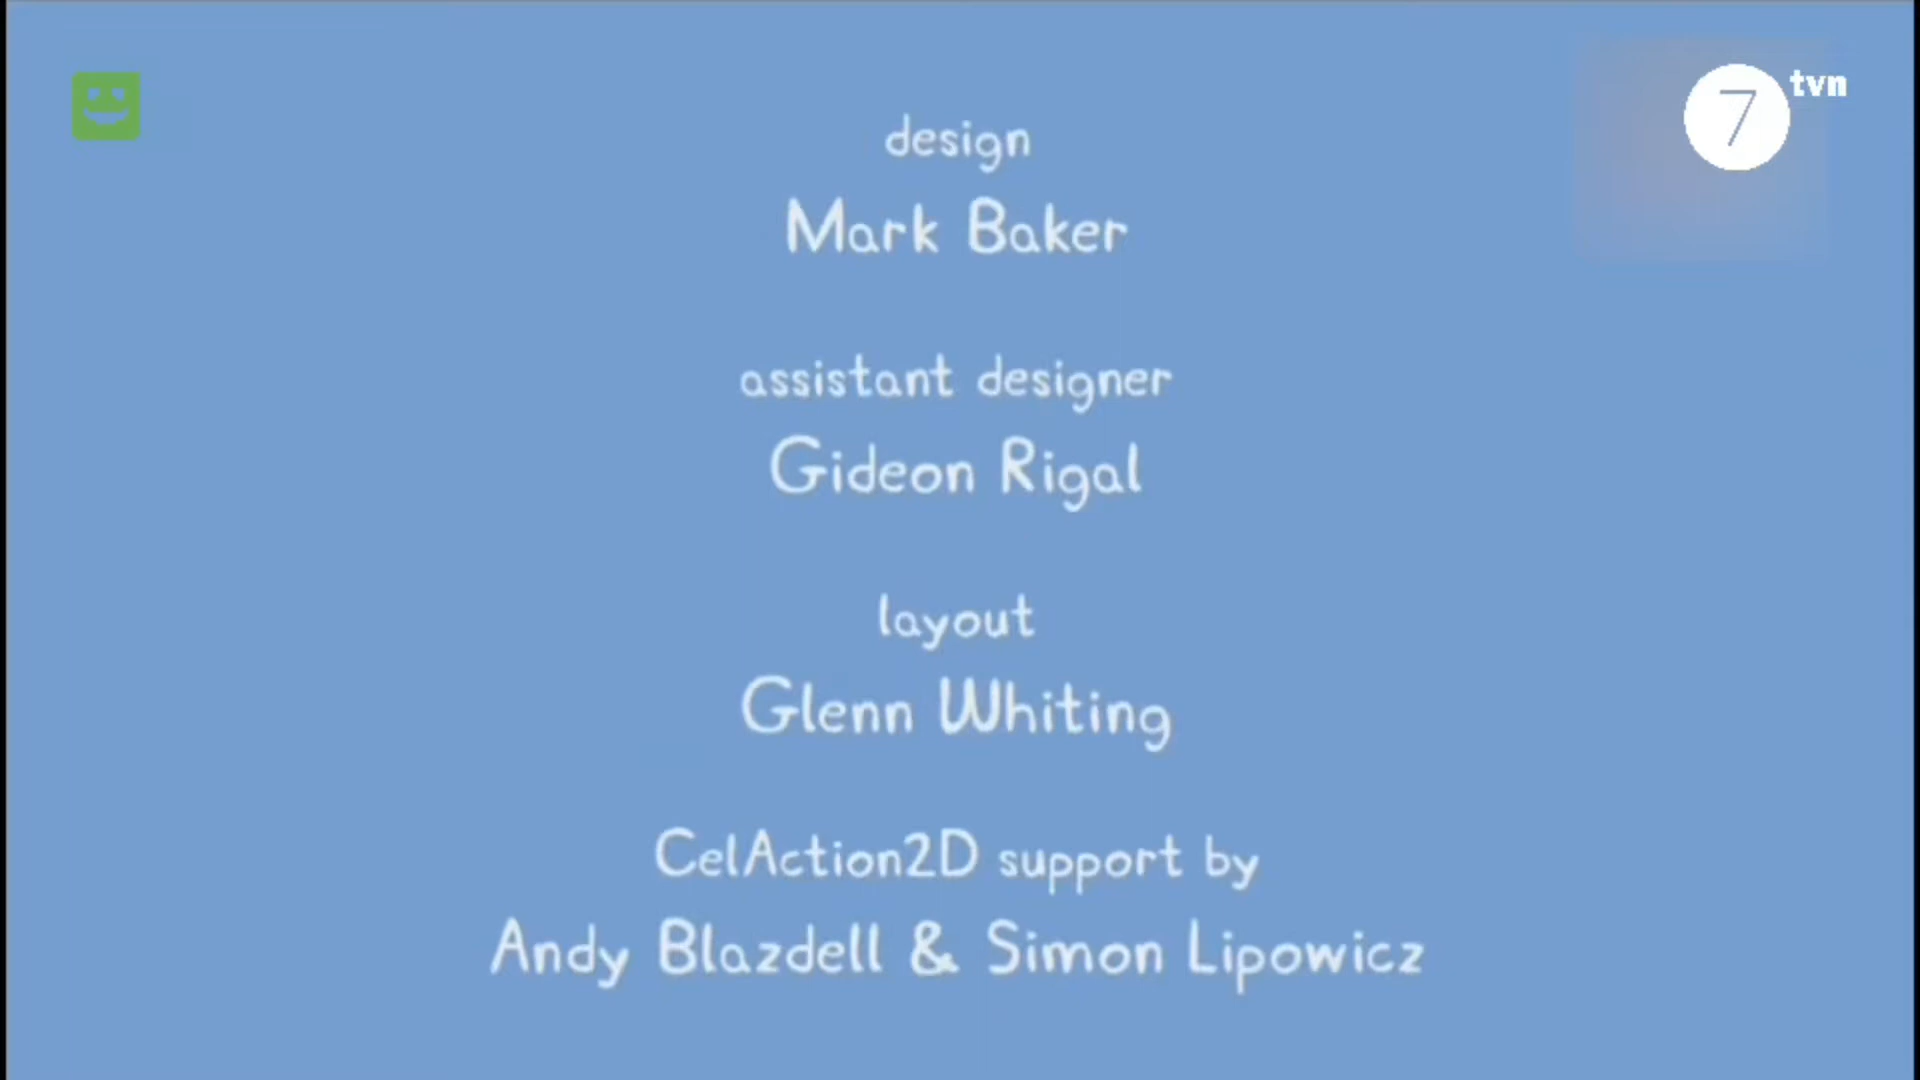 7 tvn
design
Mark Baker
assistant designer
Gideon Rigal
layout
Glenn Whiting
CelAction2D support by
Andy Blazdell & Simon Lipowicz